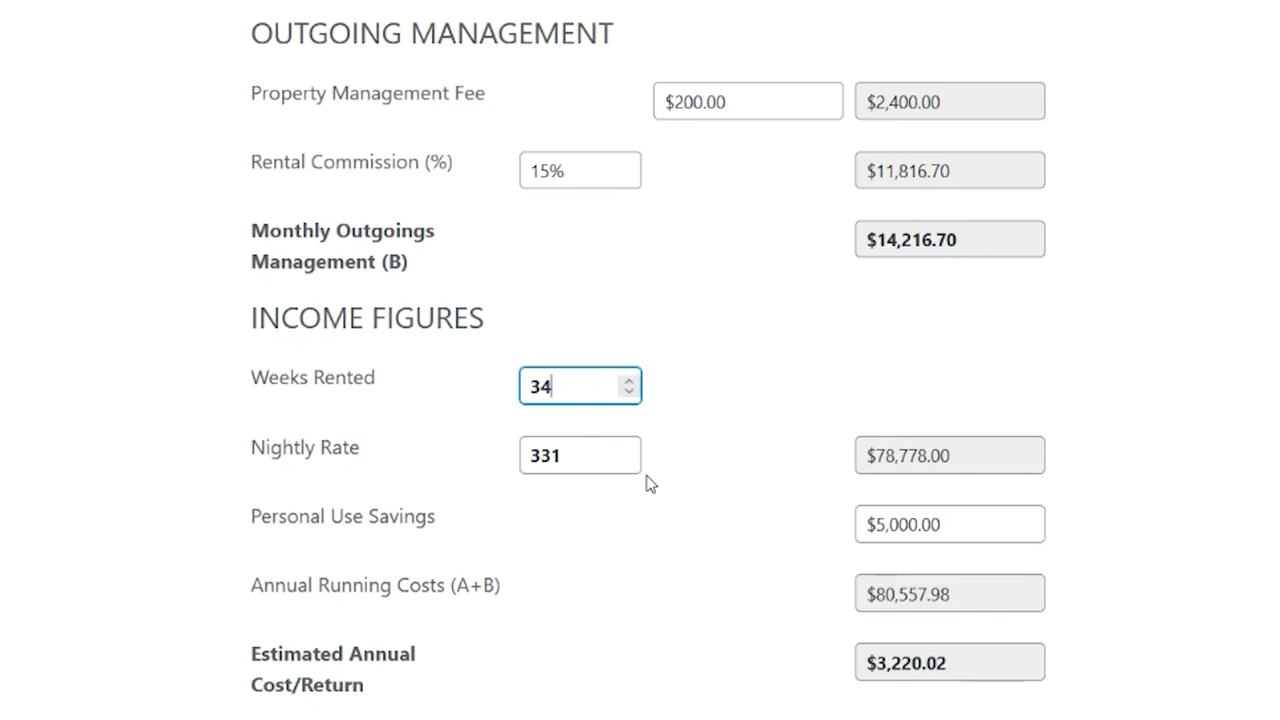 OUTGOING MANAGEMENT
Property Management Fee $200.00 $2,400.00
Rental Commission (%) 15% $11,816.70
Monthly Outgoings
Management (B) $14,216.70
INCOME FIGURES
Weeks Rented 34
Nightly Rate 331 $78,778.00
Personal Use Savings $5,000.00
Annual Running Costs (A+B) $80,557.98
Estimated Annual
Cost/Return $3,220.02